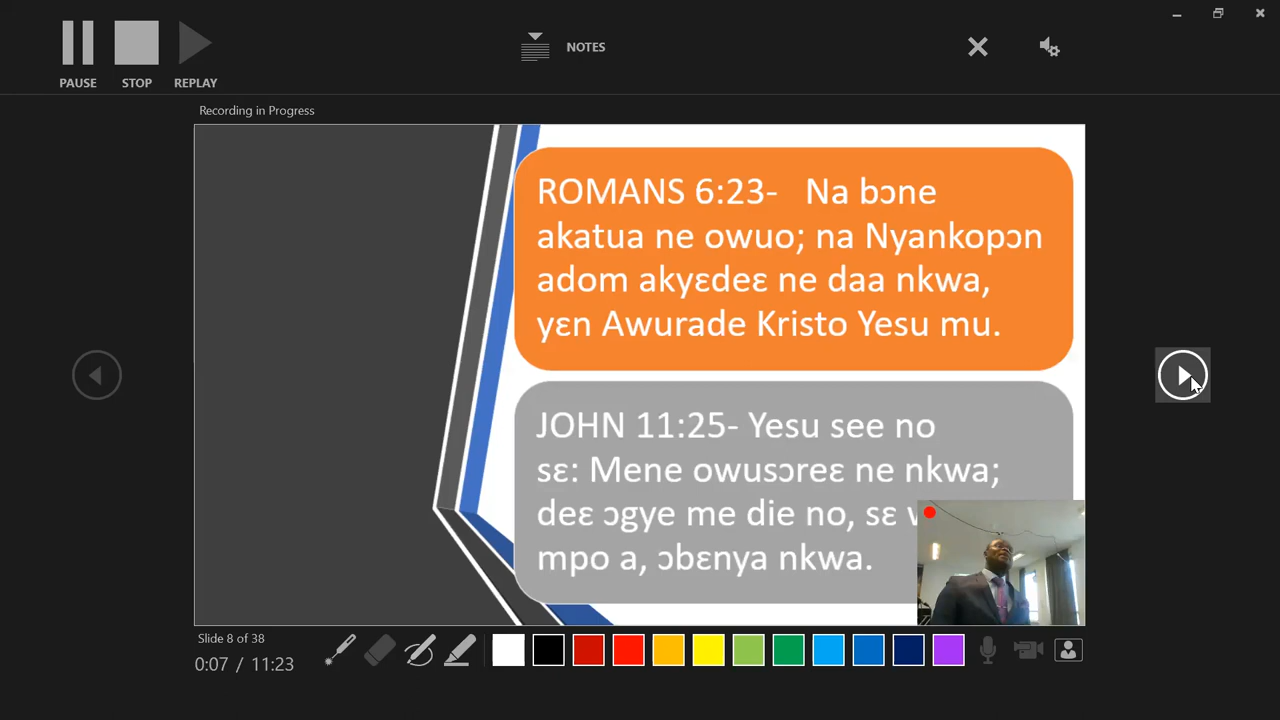 PAUSE
STOP
REPLAY
NOTES
Recording in Progress
ROMANS 6:23- Na bɔne
akatua ne owuo; na Nyankopɔn
adom akyɛdeɛ ne daa nkwa,
yɛn Awurade Kristo Yesu mu.
JOHN 11:25- Yesu see no
sɛ: Mene owusɔreɛ ne nkwa;
deɛ ɔgye me die no, sɛ
mpo a, ɔbɛnya nkwa.
Slide 8 of 38
0:07 / 11:23